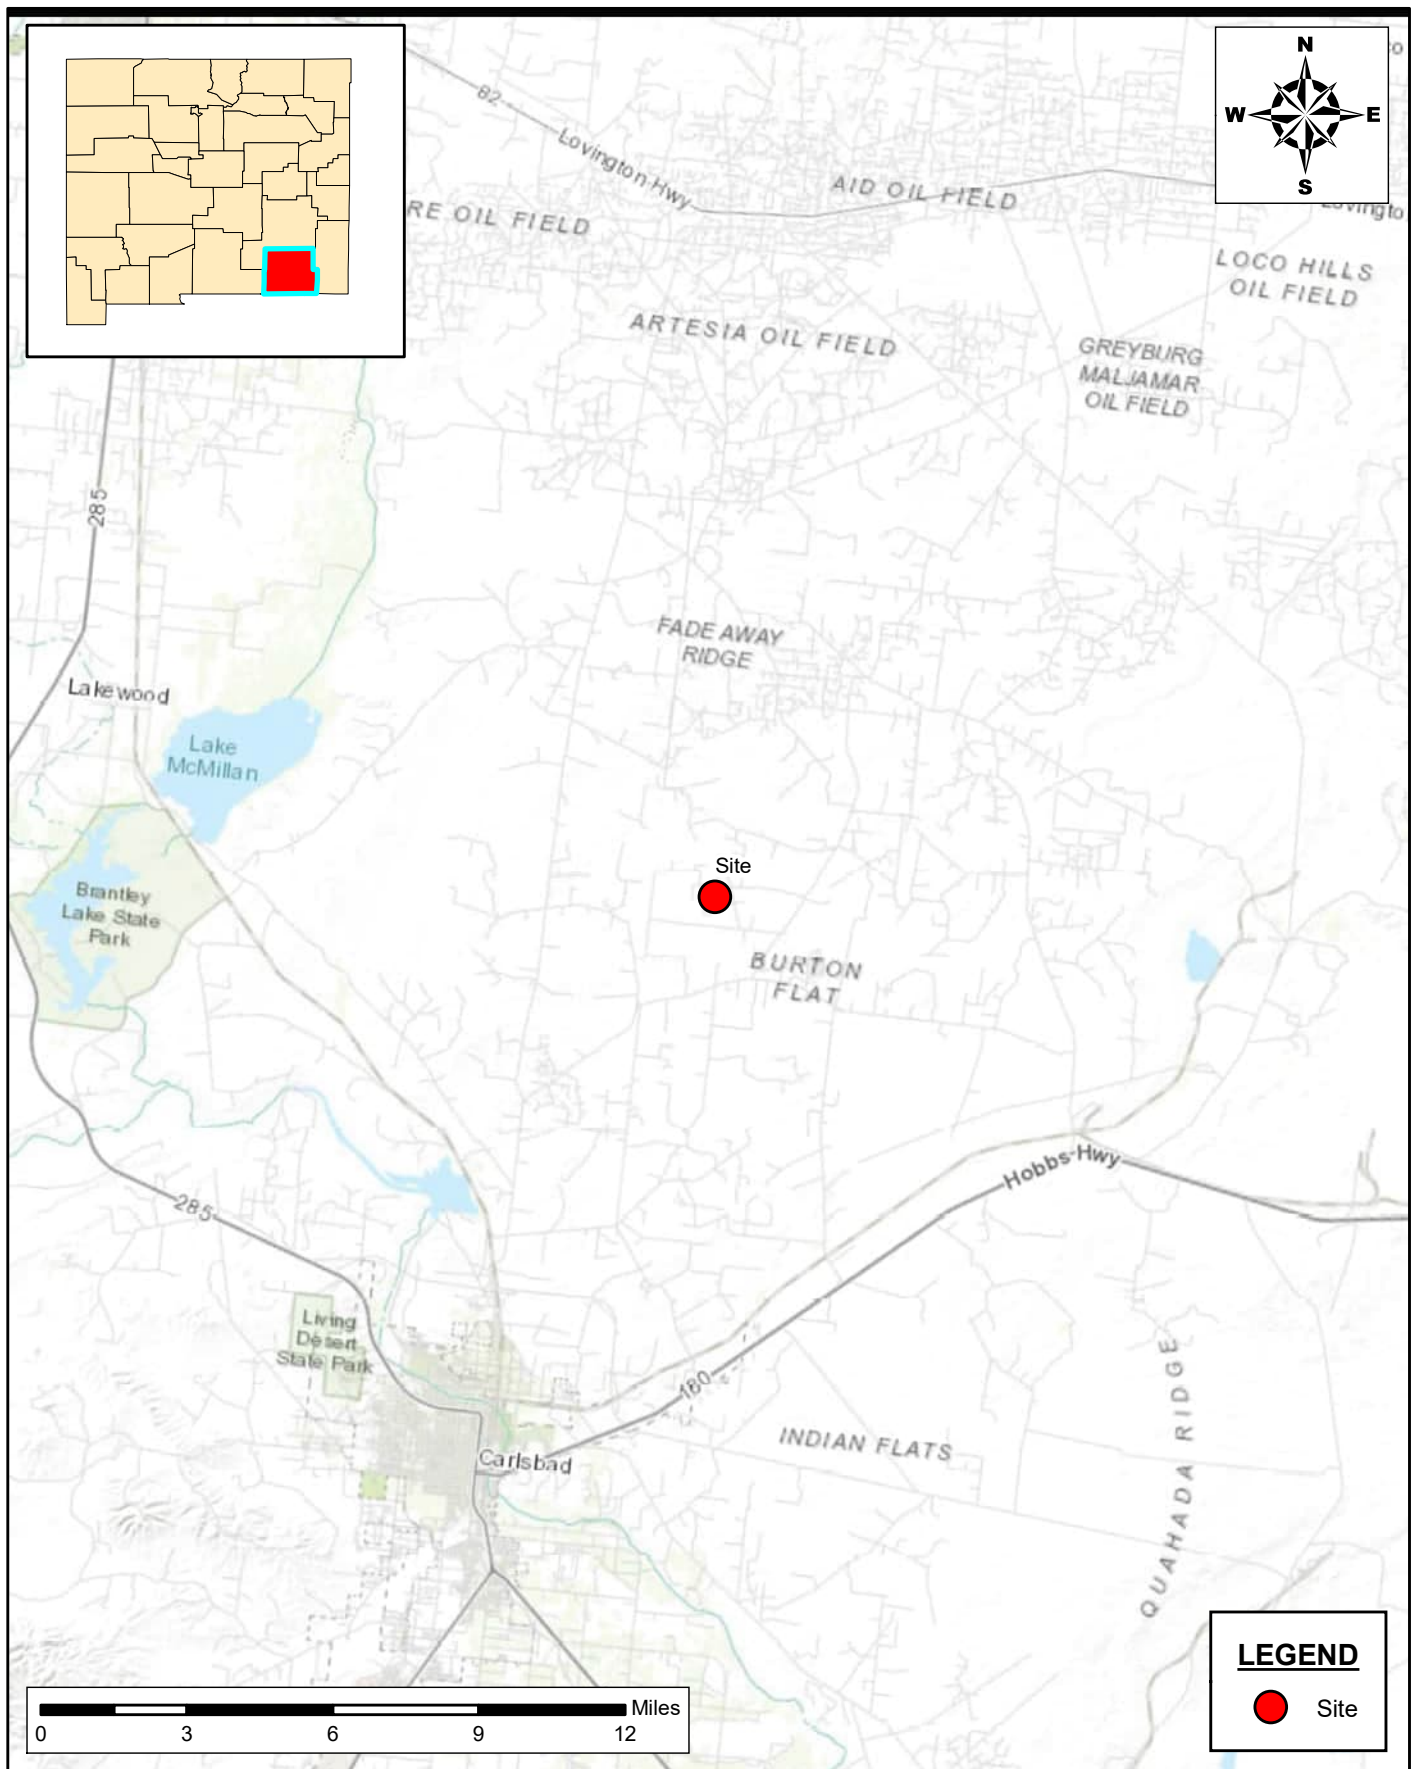 N
W
E
S
82
Lovington Hwy
RE OIL FIELD
AID OIL FIELD
Lovingto
LOCO HILLS
OIL FIELD
ARTESIA OIL FIELD
GREYBURG
MALJAMAR
OIL FIELD
285
FADE AWAY
RIDGE
Lakewood
Lake
McMillan
Site
Brantley
Lake State
Park
BURTON
FLAT
Hobbs-Hwy
285
Living
Desert
State Park
180
INDIAN FLATS
Carlsbad
QUAHADA RIDGE
LEGEND
Site
Miles
0 3 6 9 12